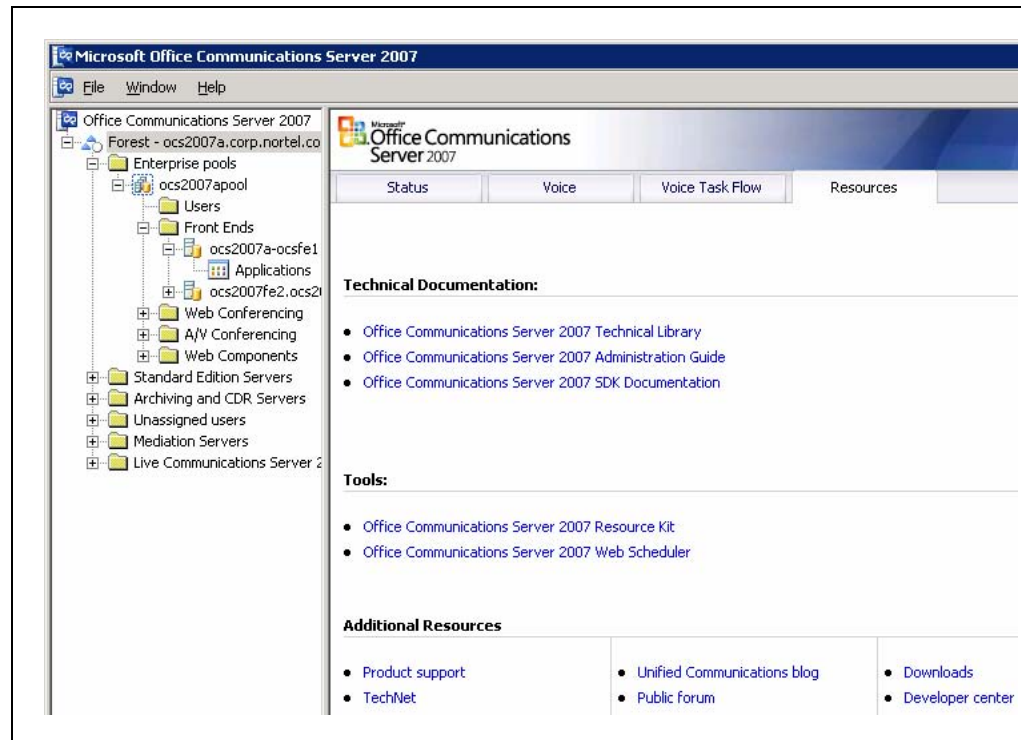 Microsoft Office Communications Server 2007
File Window Help
Office Communications Server 2007
Forest - ocs2007a.corp.nortel.co
Enterprise pools
ocs2007apool
Users
Front Ends
ocs2007a-ocsfe1
Applications
ocs2007fe2.ocs20
Web Conferencing
A/V Conferencing
Web Components
Standard Edition Servers
Archiving and CDR Servers
Unassigned users
Mediation Servers
Live Communications Server 2
Microsoft
Office Communications
Server 2007
Status Voice Voice Task Flow Resources
Technical Documentation:
• Office Communications Server 2007 Technical Library
• Office Communications Server 2007 Administration Guide
• Office Communications Server 2007 SDK Documentation
Tools:
• Office Communications Server 2007 Resource Kit
• Office Communications Server 2007 Web Scheduler
Additional Resources
• Product support • Unified Communications blog • Downloads
• TechNet • Public forum • Developer center